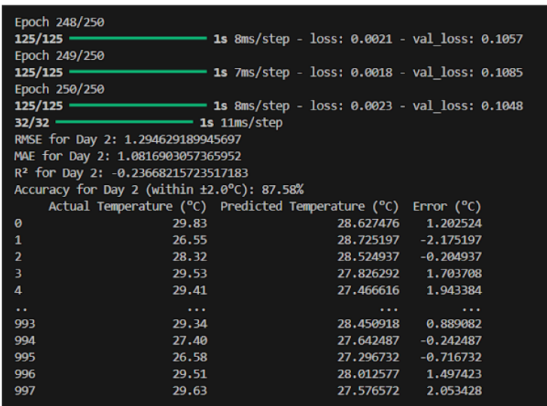 Epoch 248/250
125/125 ━━━━━━━━━━━━━━━━━━━━ 1s 8ms/step - loss: 0.0021 - val_loss: 0.1057
Epoch 249/250
125/125 ━━━━━━━━━━━━━━━━━━━━ 1s 7ms/step - loss: 0.0018 - val_loss: 0.1085
Epoch 250/250
125/125 ━━━━━━━━━━━━━━━━━━━━ 1s 8ms/step - loss: 0.0023 - val_loss: 0.1048
32/32 ━━━━━━━━━━━━━━━━━━━━ 1s 11ms/step
RMSE for Day 2: 1.294629189945697
MAE for Day 2: 1.0816903057365952
R² for Day 2: -0.23668215723517183
Accuracy for Day 2 (within ±2.0°C): 87.58%
Actual Temperature (°C) Predicted Temperature (°C) Error (°C)
0 29.83 28.627476 1.202524
1 26.55 28.725197 -2.175197
2 28.32 28.524937 -0.204937
3 29.53 27.826292 1.703708
4 29.41 27.466616 1.943384
.. ... ... ...
993 29.34 28.450918 0.889082
994 27.40 27.642487 -0.242487
995 26.58 27.296732 -0.716732
996 29.51 28.012577 1.497423
997 29.63 27.576572 2.053428